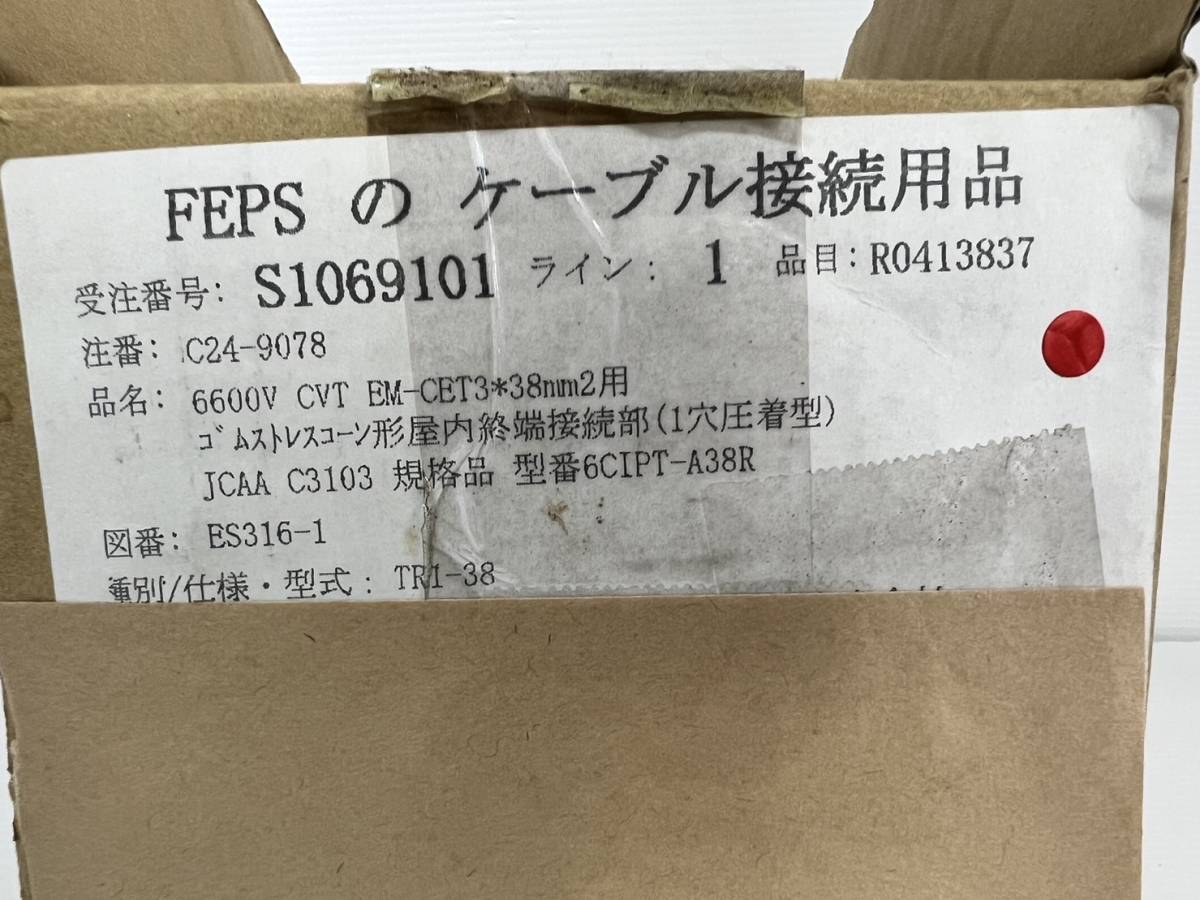 FEPS の ケーブル接続用品
受注番号: S1069101 ライン: 1 品目: R0413837
注番: C24-9078
品名: 6600V CVT EM-CET3*38mm2用
ｺﾞﾑｽﾄﾚｽｺｰﾝ形屋内終端接続部(1穴圧着型)
JCAA C3103 規格品 型番6CIPT-A38R
図番: ES316-1
種別/仕様・型式: TR1-38